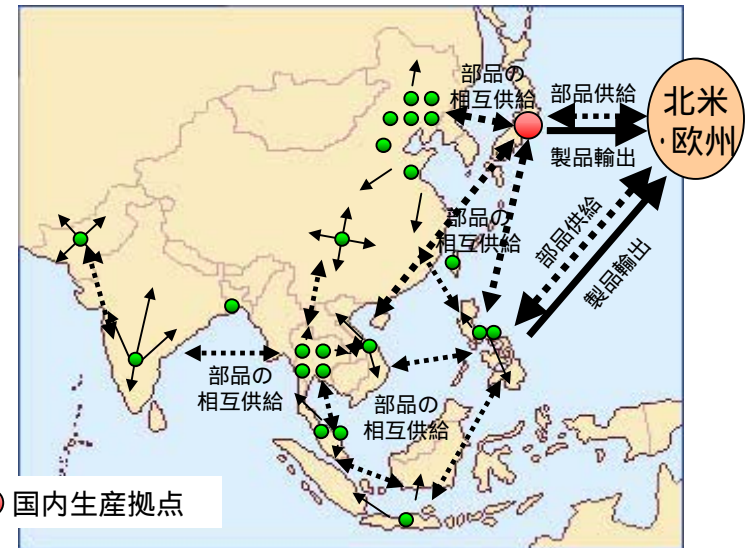 部品の
相互供給
部品供給
北米
・欧州
製品輸出
部品の
相互供給
部品供給
製品輸出
部品の
相互供給
部品の
相互供給
国内生産拠点